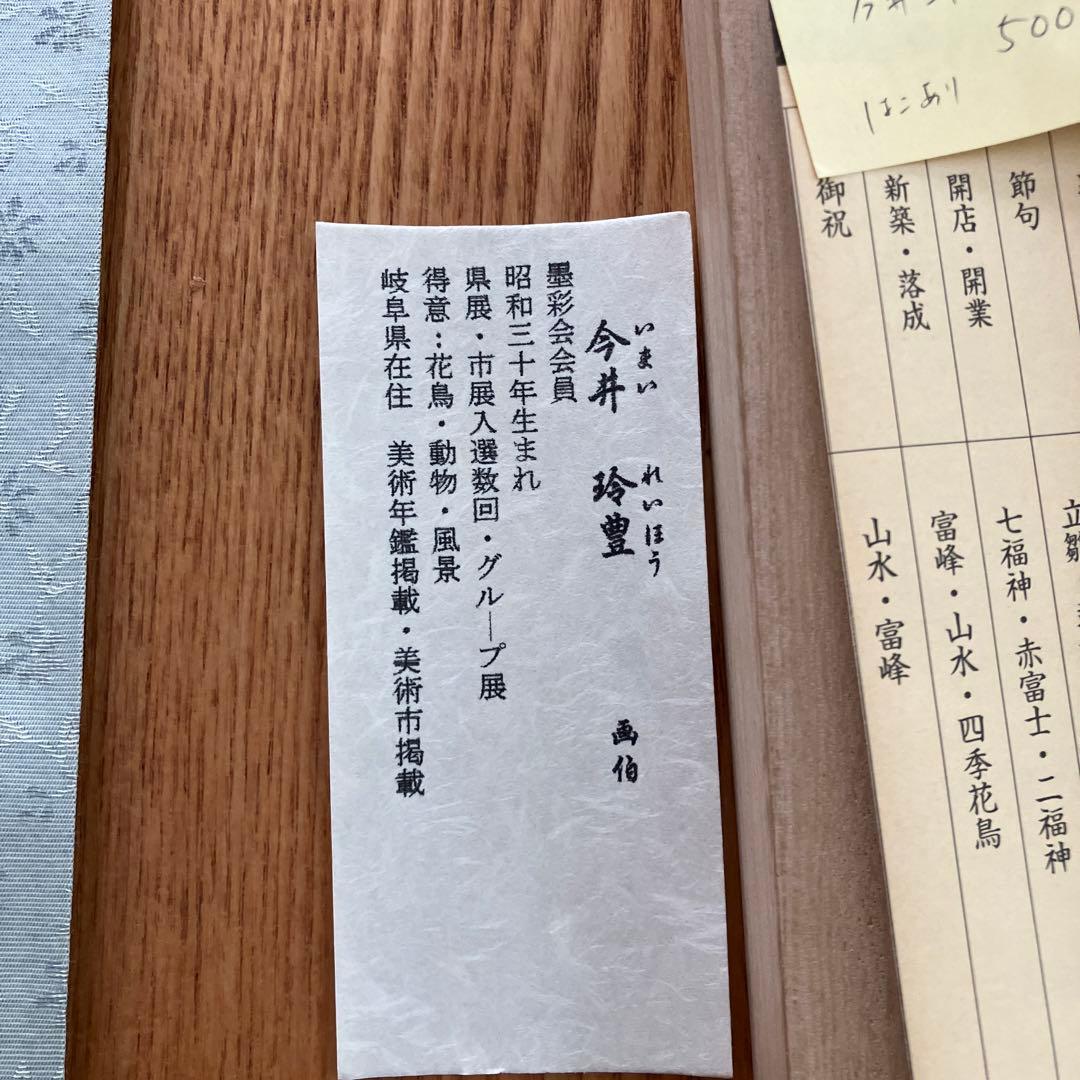 いまい れいほう
今井 玲豊 画伯
墨彩会会員
昭和三十年生まれ
県展・市展入選数回・グループ展
得意:花鳥・動物・風景
岐阜県在住 美術年鑑掲載・美術市掲載
500
はこあり
節句
七福神・赤富士・二福神
開店・開業
富峰・山水・四季花鳥
新築・落成
山水・富峰
御祝